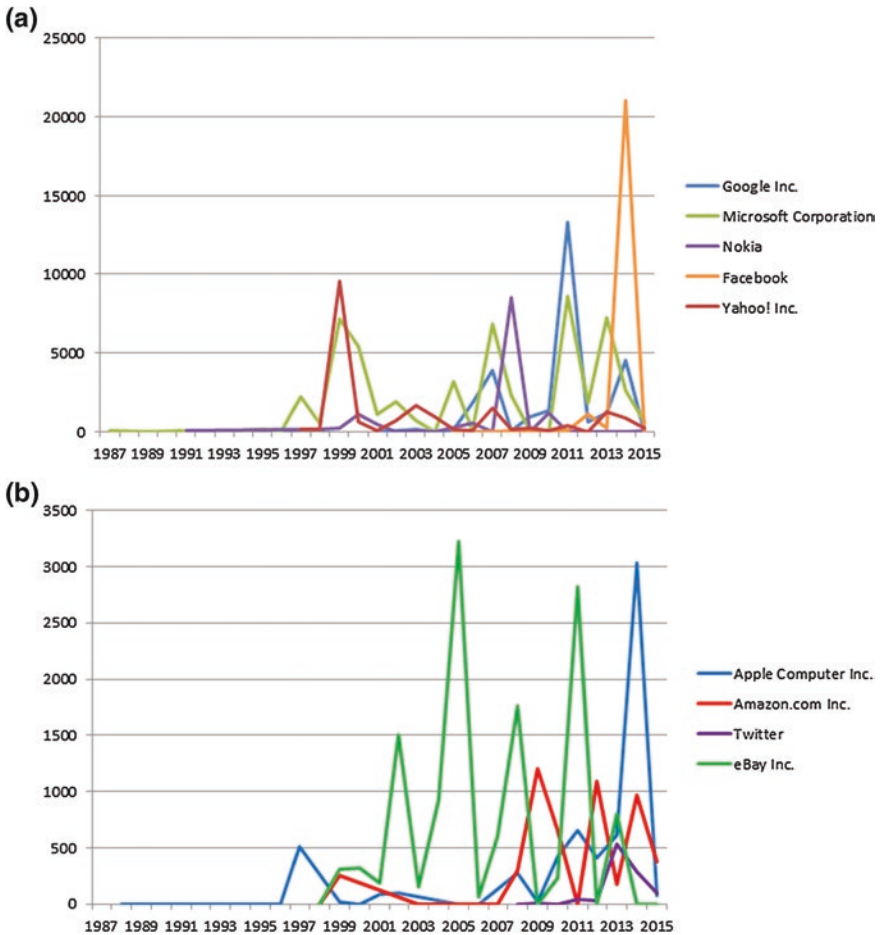 (a)
25000
20000
15000
10000
5000
0
1987 1989 1991 1993 1995 1997 1999 2001 2003 2005 2007 2009 2011 2013 2015
Google Inc.
Microsoft Corporation
Nokia
Facebook
Yahoo! Inc.
(b)
3500
3000
2500
2000
1500
1000
500
0
1987 1989 1991 1993 1995 1997 1999 2001 2003 2005 2007 2009 2011 2013 2015
Apple Computer Inc.
Amazon.com Inc.
Twitter
eBay Inc.